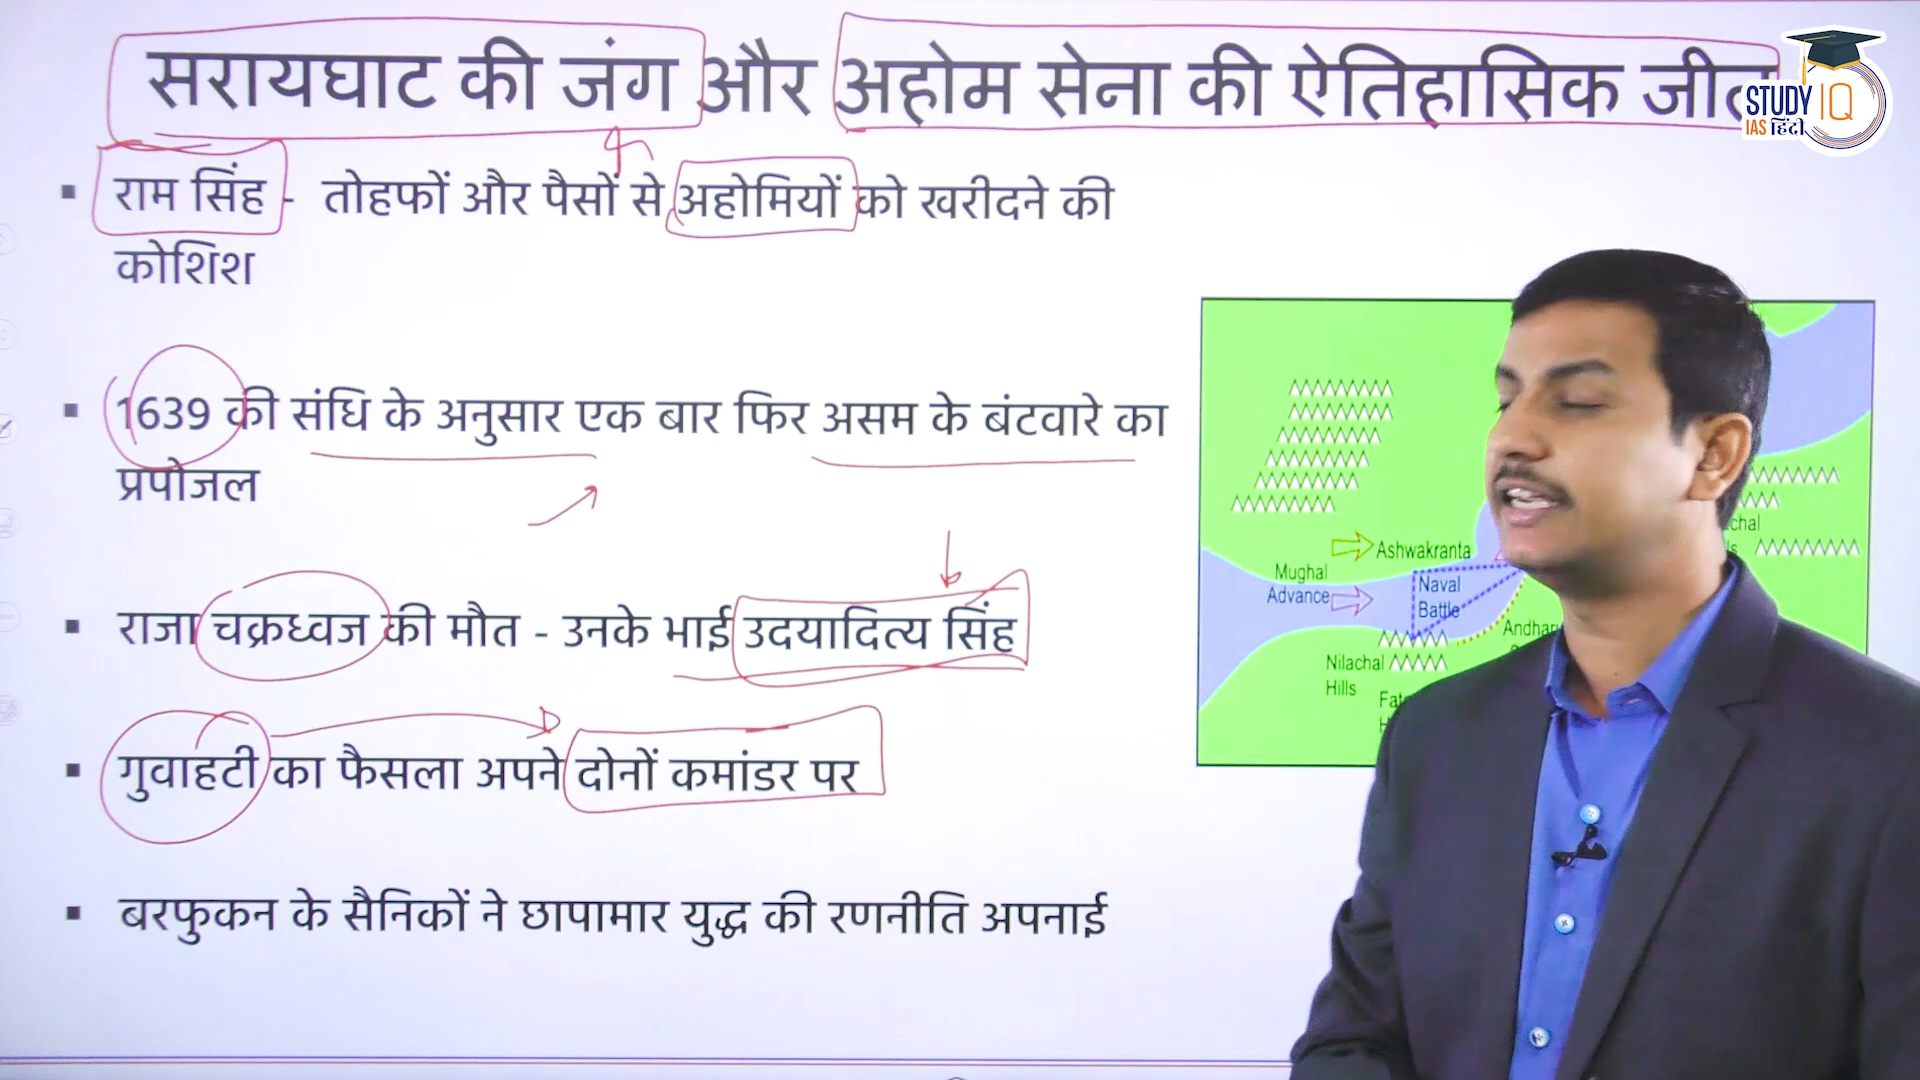 सरायघाट की जंग और अहोम सेना की ऐतिहासिक जीत
STUDY IQ
IAS हिंदी
▪ राम सिंह - तोहफों और पैसों से अहोमियों को खरीदने की
कोशिश
▪ 1639 की संधि के अनुसार एक बार फिर असम के बंटवारे का
प्रपोजल
▪ राजा चक्रध्वज की मौत - उनके भाई उदयादित्य सिंह
▪ गुवाहटी का फैसला अपने दोनों कमांडर पर
▪ बरफुकन के सैनिकों ने छापामार युद्ध की रणनीति अपनाई
Ashwakranta
Mughal
Advance
Naval
Battle
Nilachal
Hills